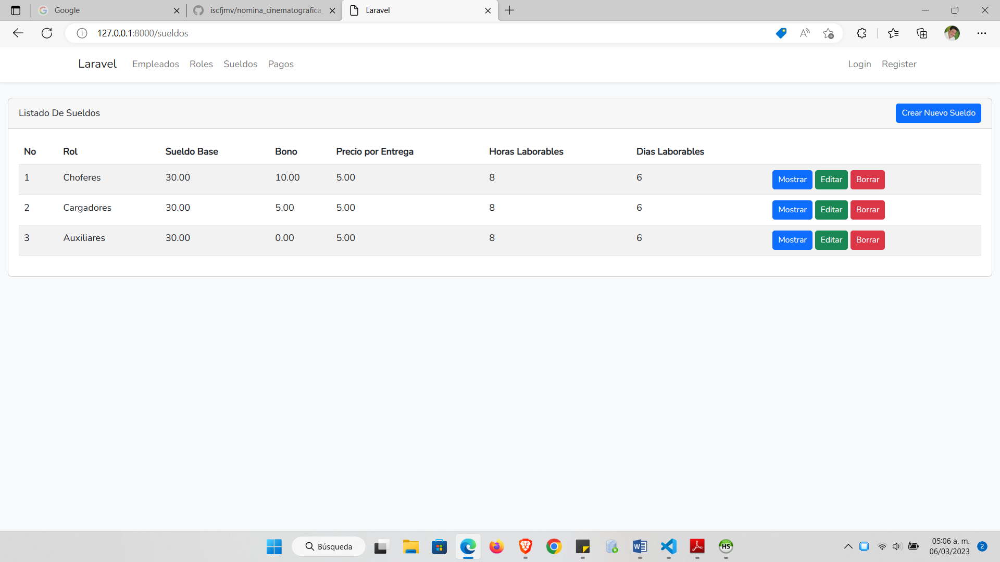 Google
iscfjmv/nomina_cinematografica_
Laravel
127.0.0.1:8000/sueldos
Laravel Empleados Roles Sueldos Pagos Login Register
Listado De Sueldos Crear Nuevo Sueldo
No Rol Sueldo Base Bono Precio por Entrega Horas Laborables Dias Laborables
1 Choferes 30.00 10.00 5.00 8 6 Mostrar Editar Borrar
2 Cargadores 30.00 5.00 5.00 8 6 Mostrar Editar Borrar
3 Auxiliares 30.00 0.00 5.00 8 6 Mostrar Editar Borrar
Búsqueda
HS
05:06 a. m.
06/03/2023
2